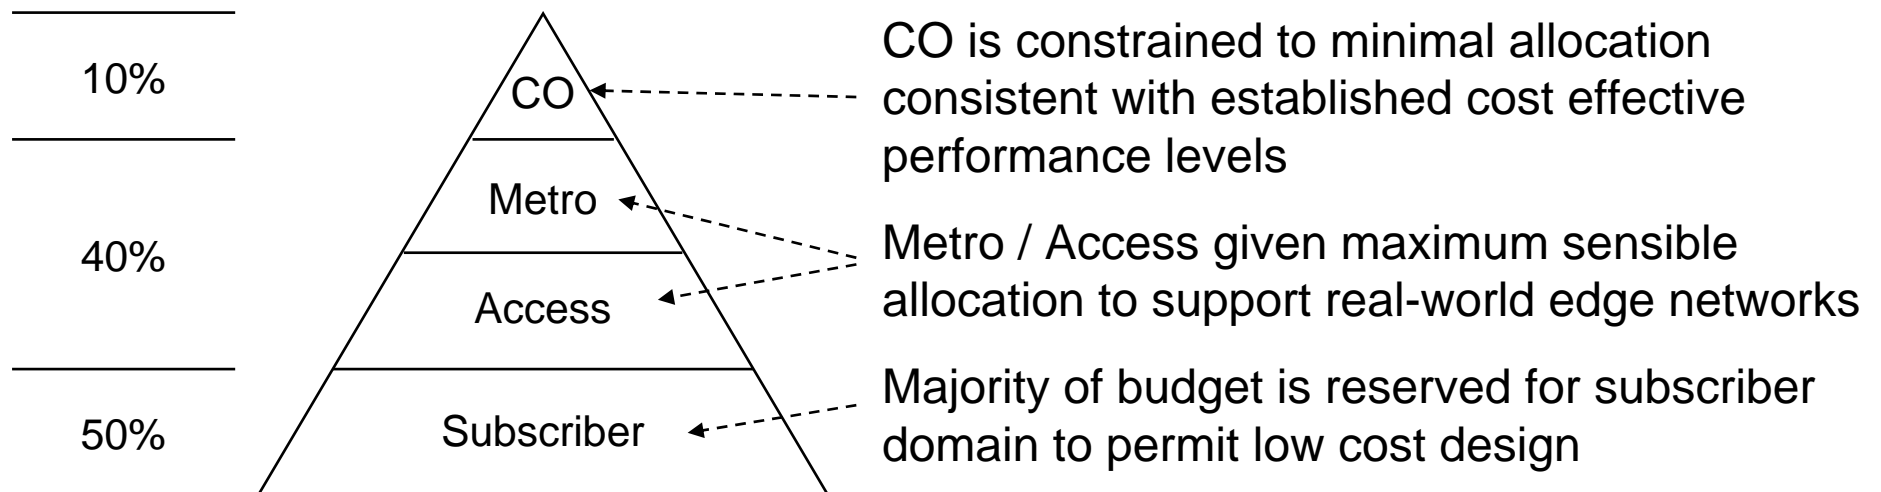 10%
40%
50%
CO
Metro
Access
Subscriber
CO is constrained to minimal allocation
consistent with established cost effective
performance levels
Metro / Access given maximum sensible
allocation to support real-world edge networks
Majority of budget is reserved for subscriber
domain to permit low cost design